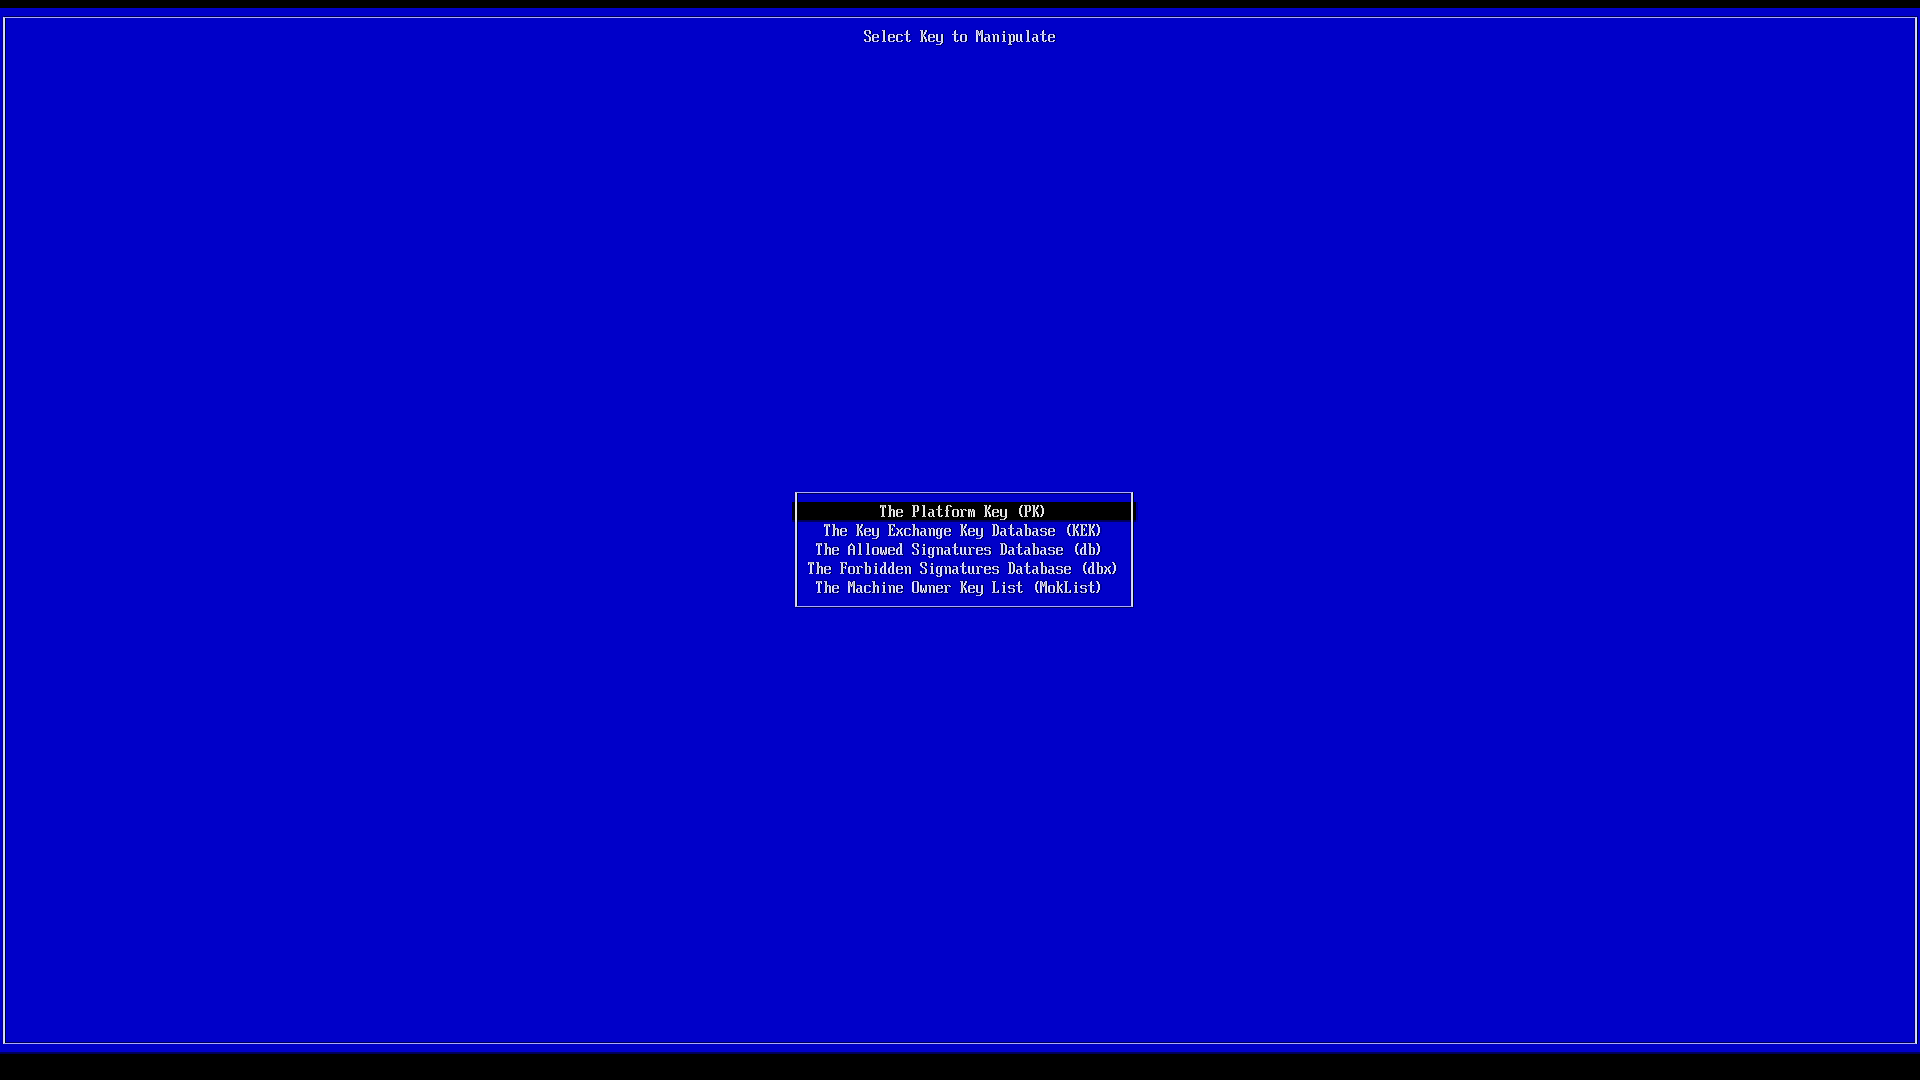 Select Key to Manipulate
The Platform Key (PK)
The Key Exchange Key Database (KEK)
The Allowed Signatures Database (db)
The Forbidden Signatures Database (dbx)
The Machine Owner Key List (MokList)